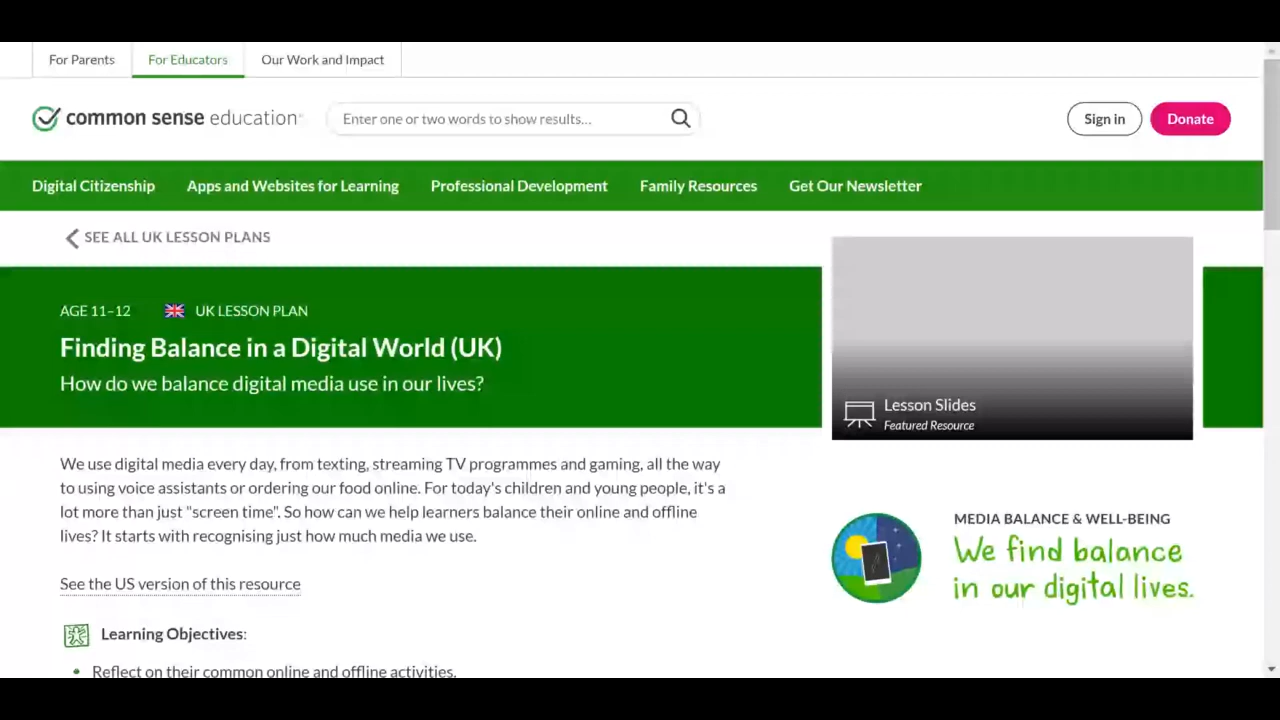 For Parents
For Educators
Our Work and Impact
common sense education
Enter one or two words to show results...
Sign in
Donate
Digital Citizenship
Apps and Websites for Learning
Professional Development
Family Resources
Get Our Newsletter
SEE ALL UK LESSON PLANS
AGE 11–12
UK LESSON PLAN
Finding Balance in a Digital World (UK)
How do we balance digital media use in our lives?
Lesson Slides
Featured Resource
We use digital media every day, from texting, streaming TV programmes and gaming, all the way
to using voice assistants or ordering our food online. For today's children and young people, it's a
lot more than just "screen time". So how can we help learners balance their online and offline
lives? It starts with recognising just how much media we use.
MEDIA BALANCE & WELL-BEING
We find balance
in our digital lives.
See the US version of this resource
Learning Objectives:
• Reflect on their common online and offline activities.